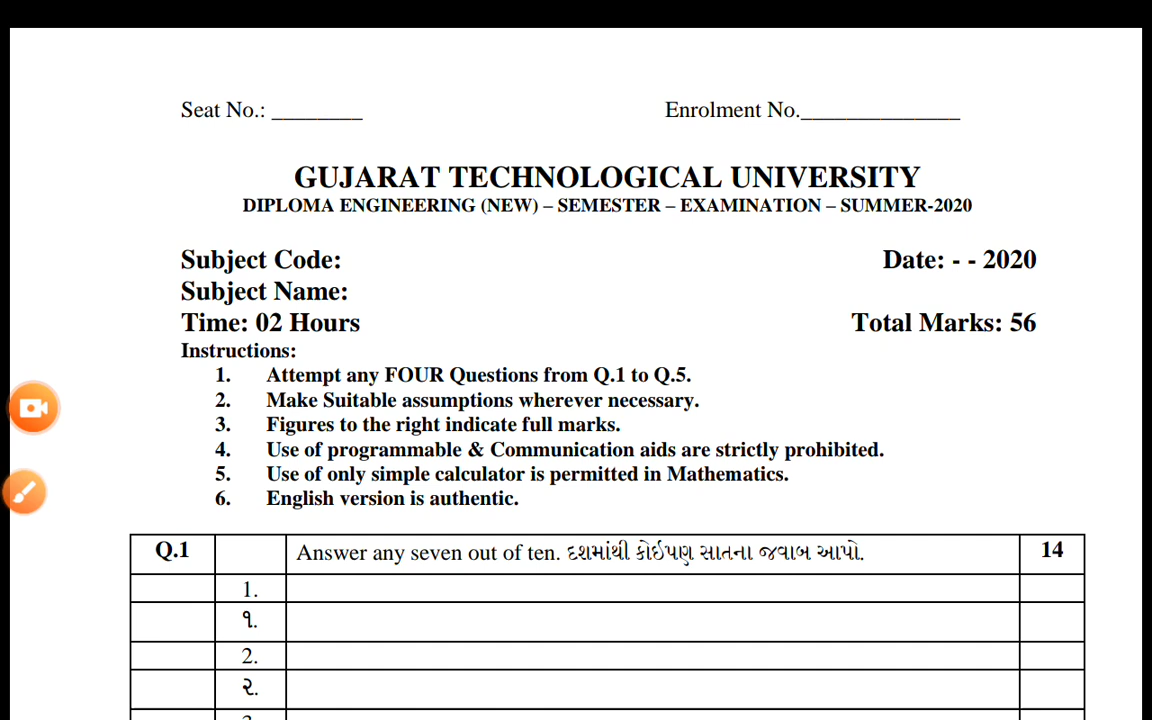 Seat No.: ________ Enrolment No.______________
GUJARAT TECHNOLOGICAL UNIVERSITY
DIPLOMA ENGINEERING (NEW) – SEMESTER – EXAMINATION – SUMMER-2020
Subject Code: Date: - - 2020
Subject Name:
Time: 02 Hours Total Marks: 56
Instructions:
1. Attempt any FOUR Questions from Q.1 to Q.5.
2. Make Suitable assumptions wherever necessary.
3. Figures to the right indicate full marks.
4. Use of programmable & Communication aids are strictly prohibited.
5. Use of only simple calculator is permitted in Mathematics.
6. English version is authentic.
Q.1 Answer any seven out of ten. દશમાંથી કોઇપણ સાતના જવાબ આપો. 14
1.
૧.
2.
૨.